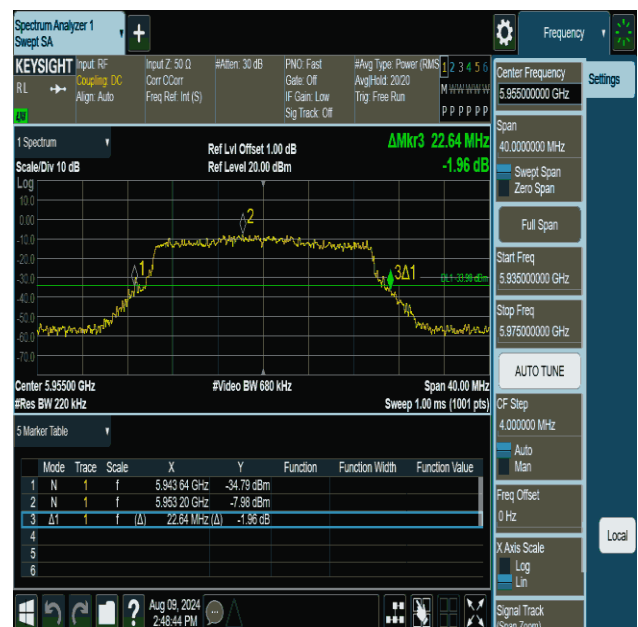 Spectrum Analyzer 1
Swept SA
+
Frequency
KEYSIGHT
RL
Input: RF
Coupling: DC
Align: Auto
Input Z: 50 Ω
Corr CCorr
Freq Ref: Int (S)
#Atten: 30 dB
PNO: Fast
Gate: Off
IF Gain: Low
Sig Track: Off
#Avg Type: Power (RMS
Avg|Hold: 20/20
Trig: Free Run
1 2 3 4 5 6
M W W W W W
P P P P P P
1 Spectrum
Scale/Div 10 dB
Ref Lvl Offset 1.00 dB
Ref Level 20.00 dBm
ΔMkr3 22.64 MHz
-1.96 dB
Log
10.0
0.00
-10.0
-20.0
-30.0
-40.0
-50.0
-60.0
-70.0
1
2
3Δ1
DL1 -33.98 dBm
Center 5.95500 GHz
#Video BW 680 kHz
Span 40.00 MHz
#Res BW 220 kHz
Sweep 1.00 ms (1001 pts)
5 Marker Table
Mode Trace Scale X Y Function Function Width Function Value
1 N 1 f 5.943 64 GHz -34.79 dBm
2 N 1 f 5.953 20 GHz -7.98 dBm
3 Δ1 1 f (Δ) 22.64 MHz (Δ) -1.96 dB
4
5
6
Aug 09, 2024
2:48:44 PM
?
Center Frequency
5.955000000 GHz
Span
40.0000000 MHz
Swept Span
Zero Span
Full Span
Start Freq
5.935000000 GHz
Stop Freq
5.975000000 GHz
AUTO TUNE
CF Step
4.000000 MHz
Auto
Man
Freq Offset
0 Hz
X Axis Scale
Log
Lin
Signal Track
(Span Zoom)
Settings
Local